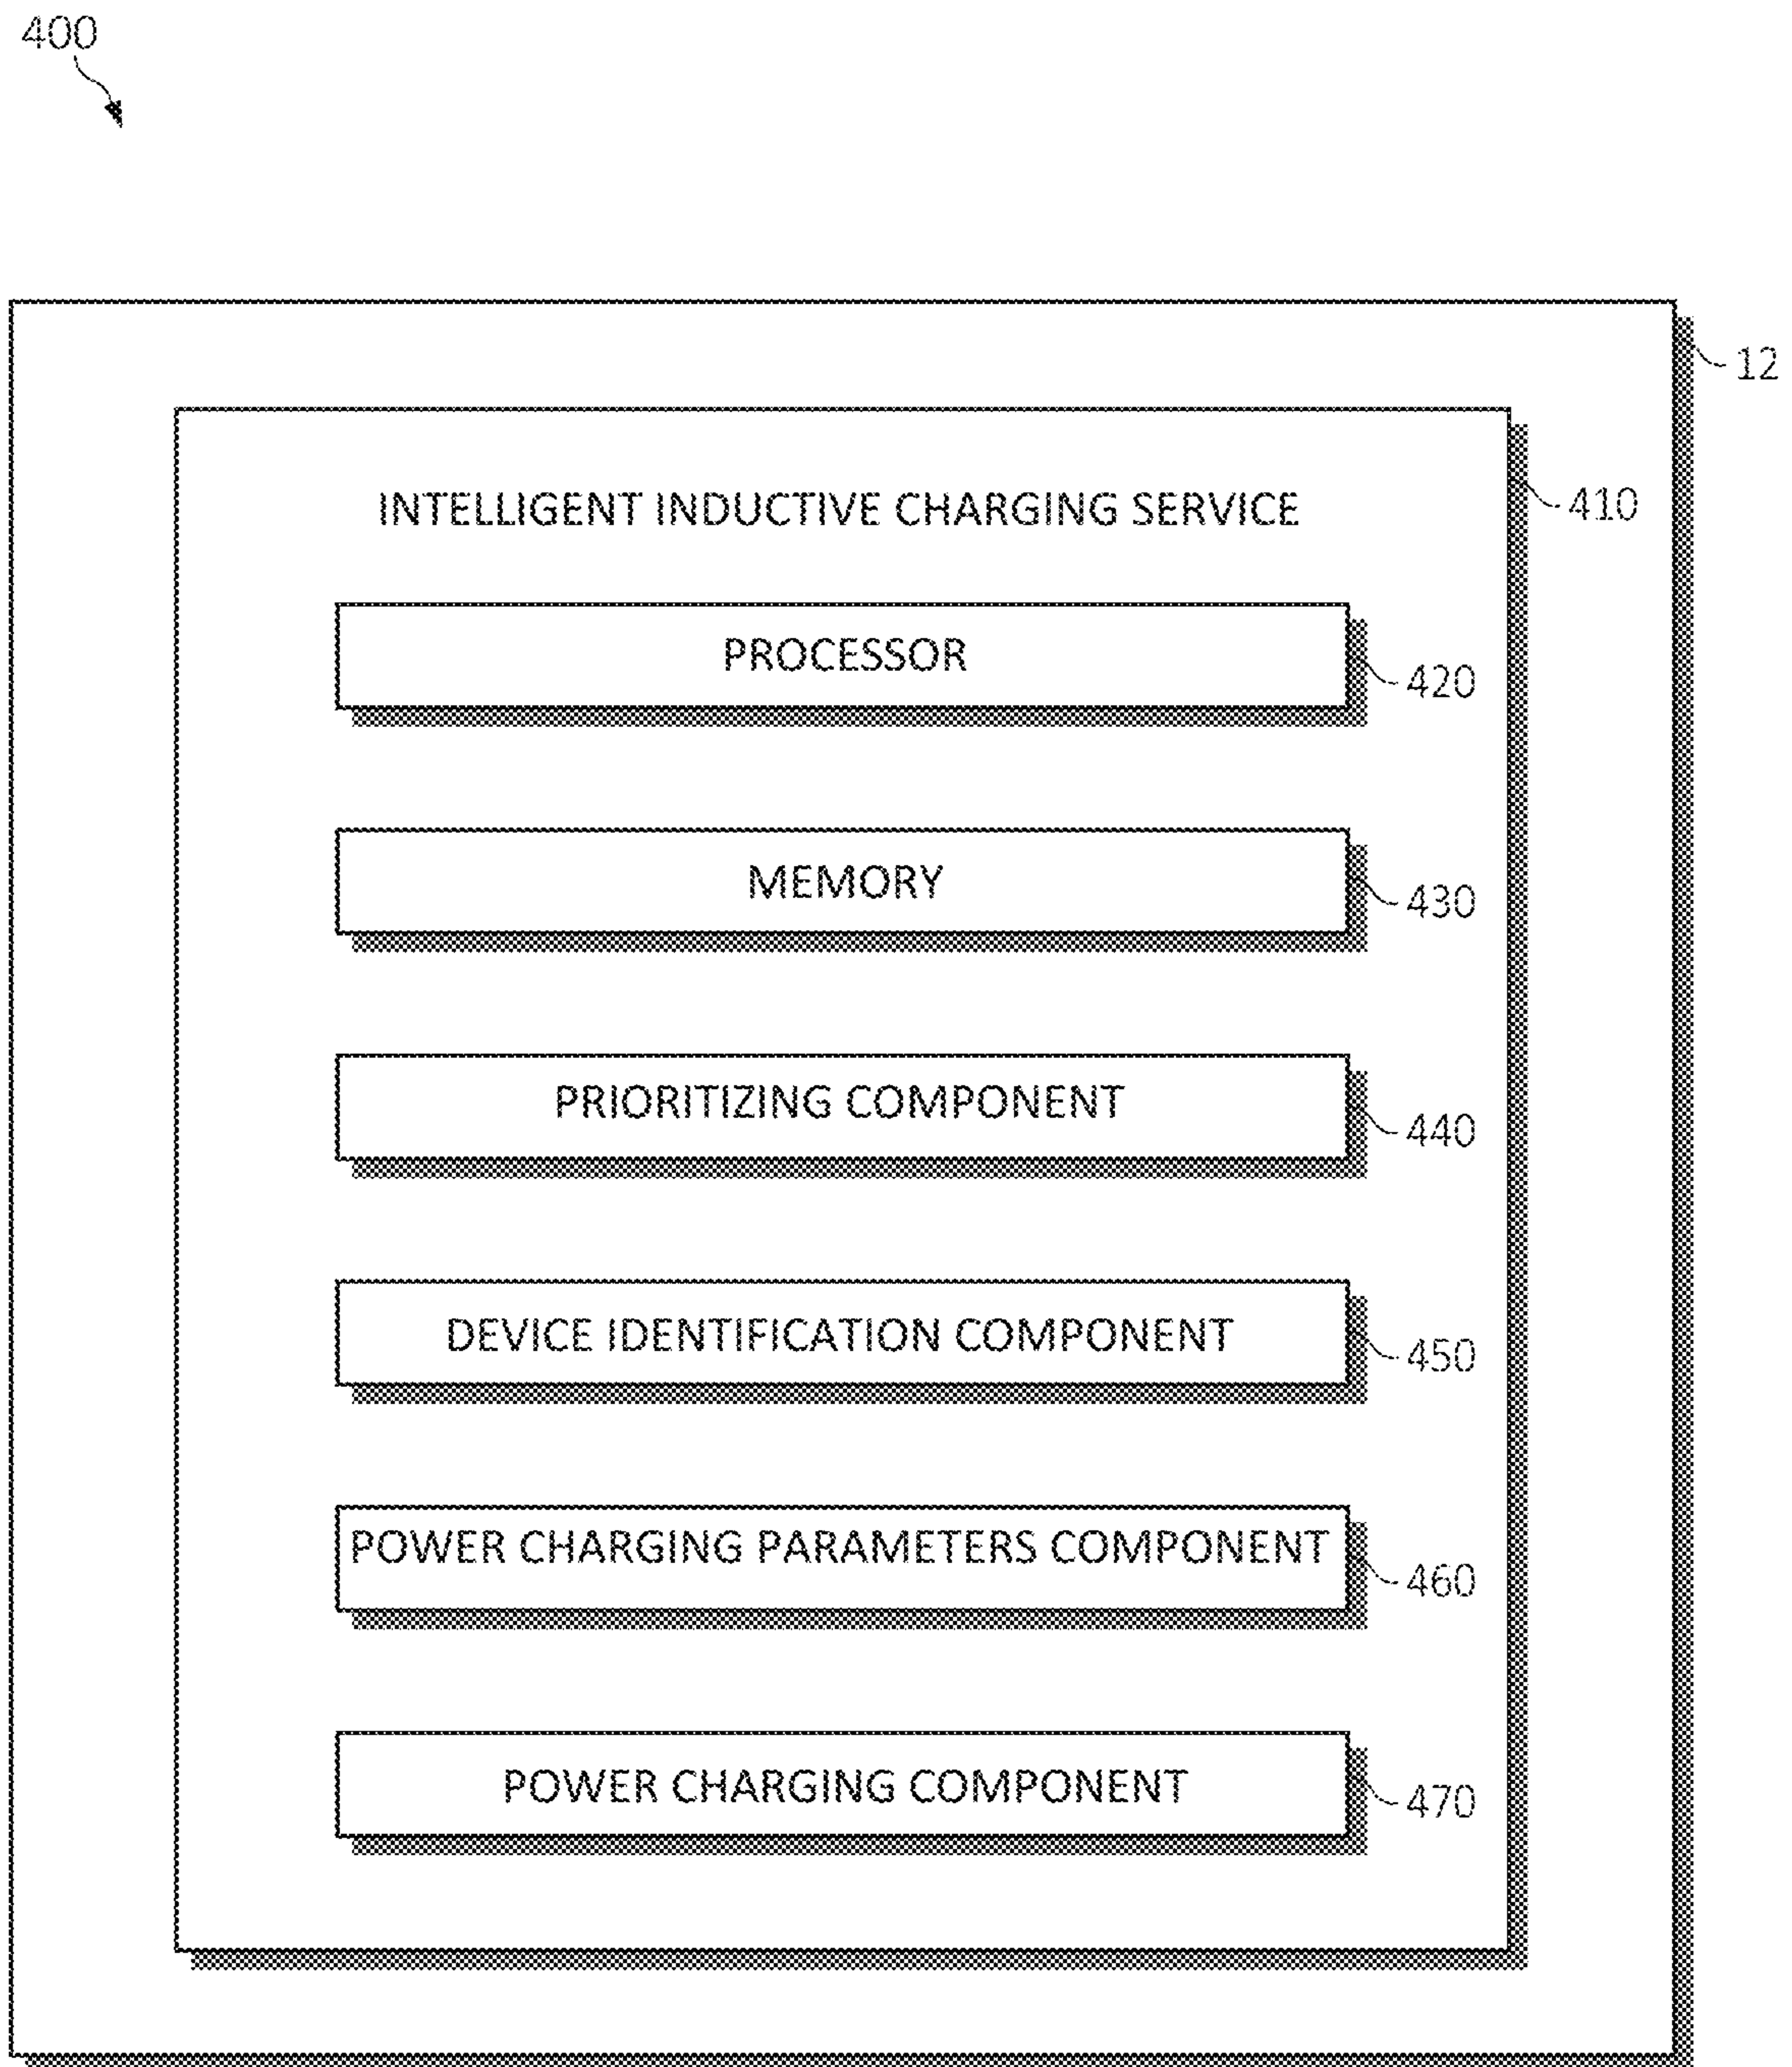 400
12
INTELLIGENT INDUCTIVE CHARGING SERVICE
410
PROCESSOR
420
MEMORY
430
PRIORITIZING COMPONENT
440
DEVICE IDENTIFICATION COMPONENT
450
POWER CHARGING PARAMETERS COMPONENT
460
POWER CHARGING COMPONENT
470